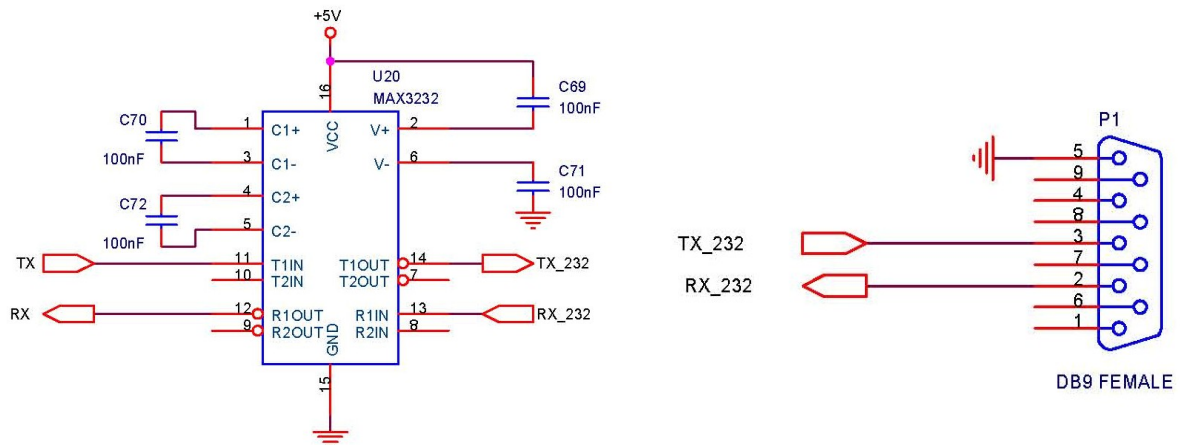 +5V
U20
MAX3232
C69
100nF
16
VCC
C70
100nF
1
C1+
V+
2
3
C1-
V-
6
C71
100nF
C72
100nF
4
C2+
5
C2-
TX
11
T1IN
T1OUT
14
TX_232
10
T2IN
T2OUT
7
RX
12
R1OUT
R1IN
13
RX_232
9
R2OUT
R2IN
8
GND
15
P1
5
9
4
8
TX_232
3
7
RX_232
2
6
1
DB9 FEMALE